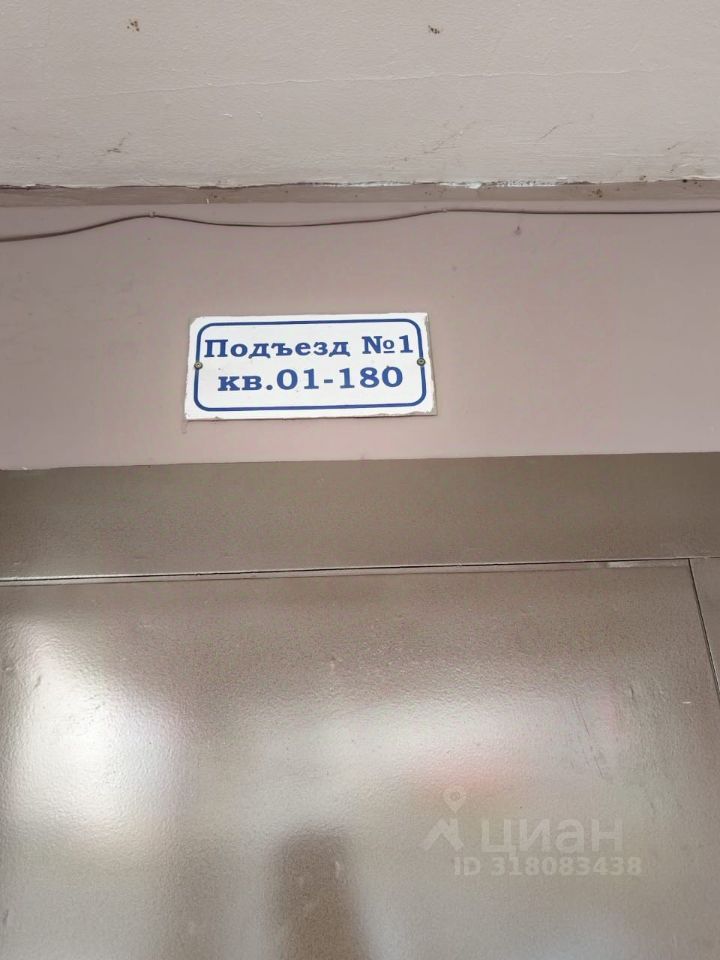 Подъезд №1
кв.01-180
циан
ID 318083438